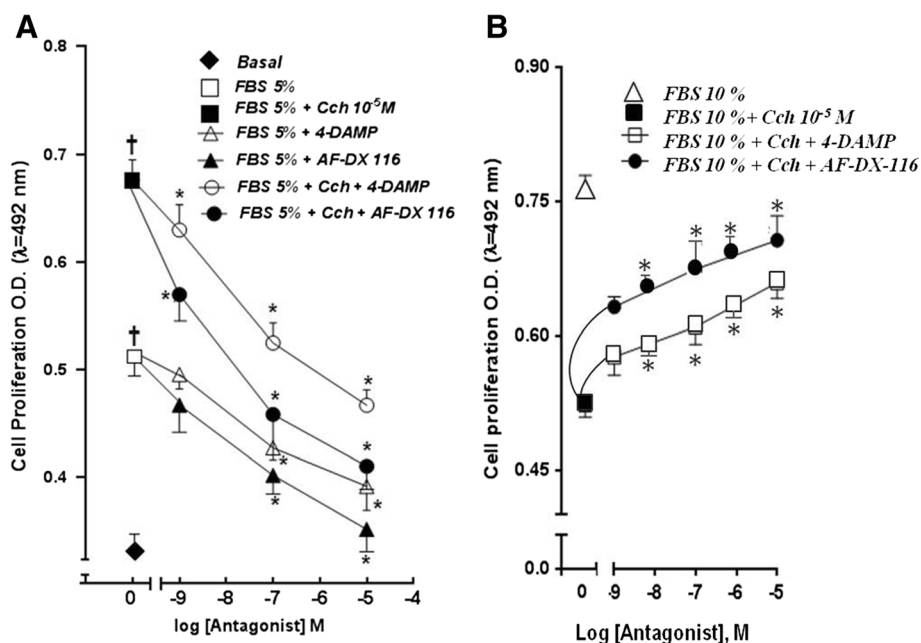 A
0.8
0.7
0.6
0.5
0.4
Cell Proliferation O.D. (λ=492 nm)
◆ Basal
□ FBS 5%
■ FBS 5% + Cch 10⁻⁵M
△ FBS 5% + 4-DAMP
▲ FBS 5% + AF-DX 116
○ FBS 5% + Cch + 4-DAMP
● FBS 5% + Cch + AF-DX 116
†
†
*
*
*
*
*
*
*
*
*
*
0 -9 -8 -7 -6 -5 -4
log [Antagonist] M
B
0.90
0.75
0.60
0.45
0.0
Cell proliferation O.D. (λ=492 nm)
△ FBS 10 %
■ FBS 10 %+ Cch 10⁻⁵ M
□ FBS 10 % + Cch + 4-DAMP
● FBS 10 % + Cch + AF-DX-116
*
*
*
*
*
*
*
*
0 -9 -8 -7 -6 -5
Log [Antagonist], M